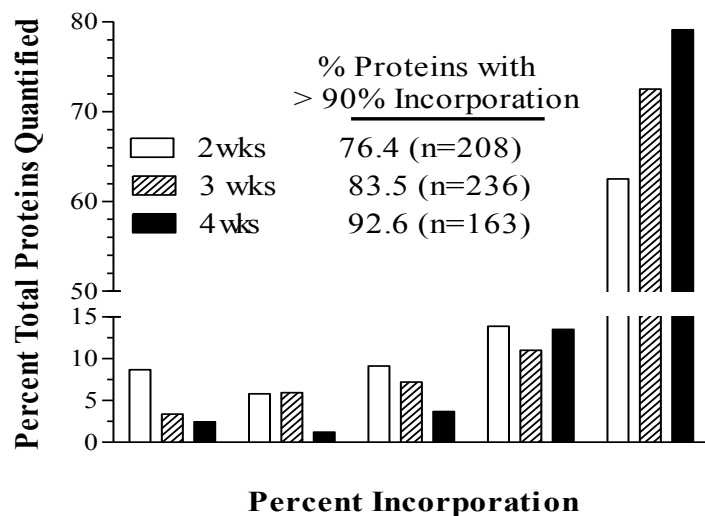 Percent Total Proteins Quantified
80
70
60
50
15
10
5
0
% Proteins with
> 90% Incorporation
2wks 76.4 (n=208)
3 wks 83.5 (n=236)
4wks 92.6 (n=163)
Percent Incorporation